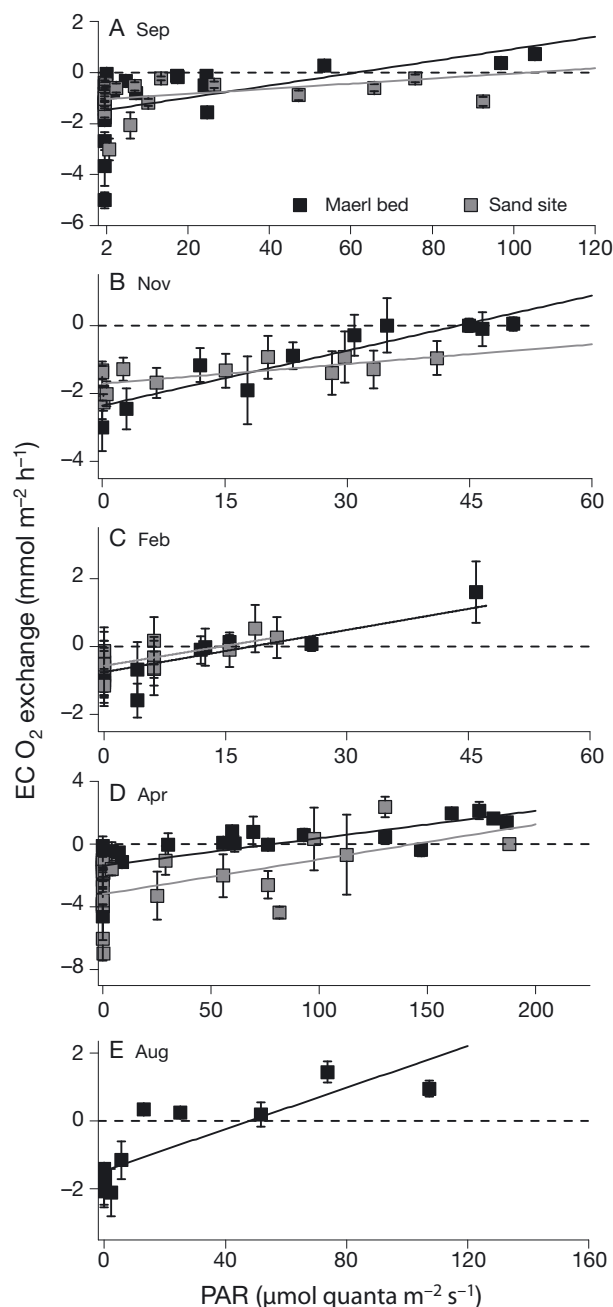 A Sep
0
−2
−4
−6
Maerl bed
Sand site
2 20 40 60 80 100 120
B Nov
0
−2
−4
0 15 30 45 60
C Feb
2
0
−2
0 15 30 45 60
D Apr
4
0
−4
−8
0 50 100 150 200
E Aug
2
0
−2
0 40 80 120 160
EC O₂ exchange (mmol m⁻² h⁻¹)
PAR (µmol quanta m⁻² s⁻¹)